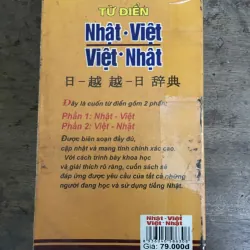 TỪ ĐIỂN
Nhật • Việt
Việt • Nhật
日–越 越–日 辞典
Đây là cuốn từ điển gồm 2 phần:
Phần 1: Nhật - Việt
Phần 2: Việt - Nhật
Được biên soạn đầy đủ,
cập nhật và mang tính chính xác cao.
Với cách trình bày khoa học
và giải thích rõ ràng, cuốn sách sẽ
đáp ứng được yêu cầu của tất cả những
người đang học và sử dụng tiếng Nhật.
Nhật - Việt
Việt - Nhật
Giá: 79.000đ